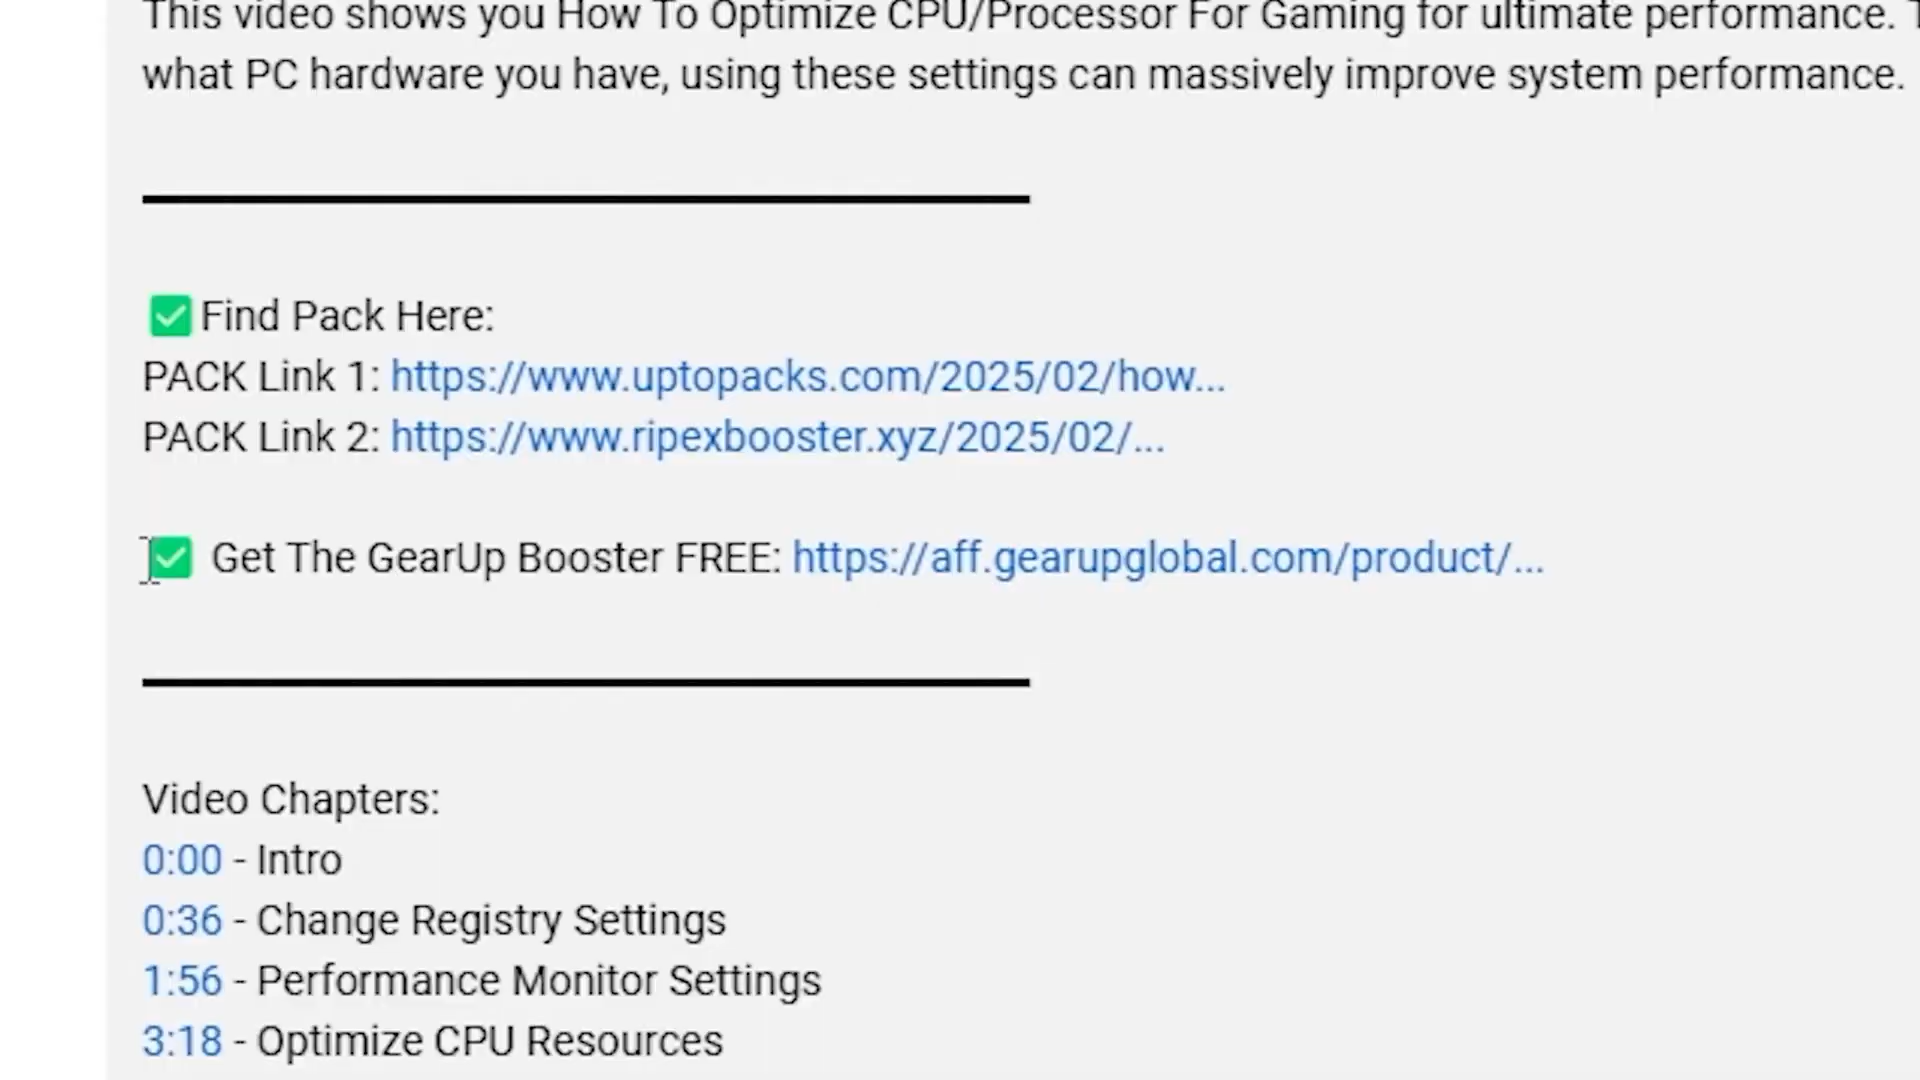 This video shows you How To Optimize CPU/Processor For Gaming for ultimate performance.
what PC hardware you have, using these settings can massively improve system performance.
✅Find Pack Here:
PACK Link 1: https://www.uptopacks.com/2025/02/how...
PACK Link 2: https://www.ripexbooster.xyz/2025/02/...
✅ Get The GearUp Booster FREE: https://aff.gearupglobal.com/product/...
Video Chapters:
0:00 - Intro
0:36 - Change Registry Settings
1:56 - Performance Monitor Settings
3:18 - Optimize CPU Resources